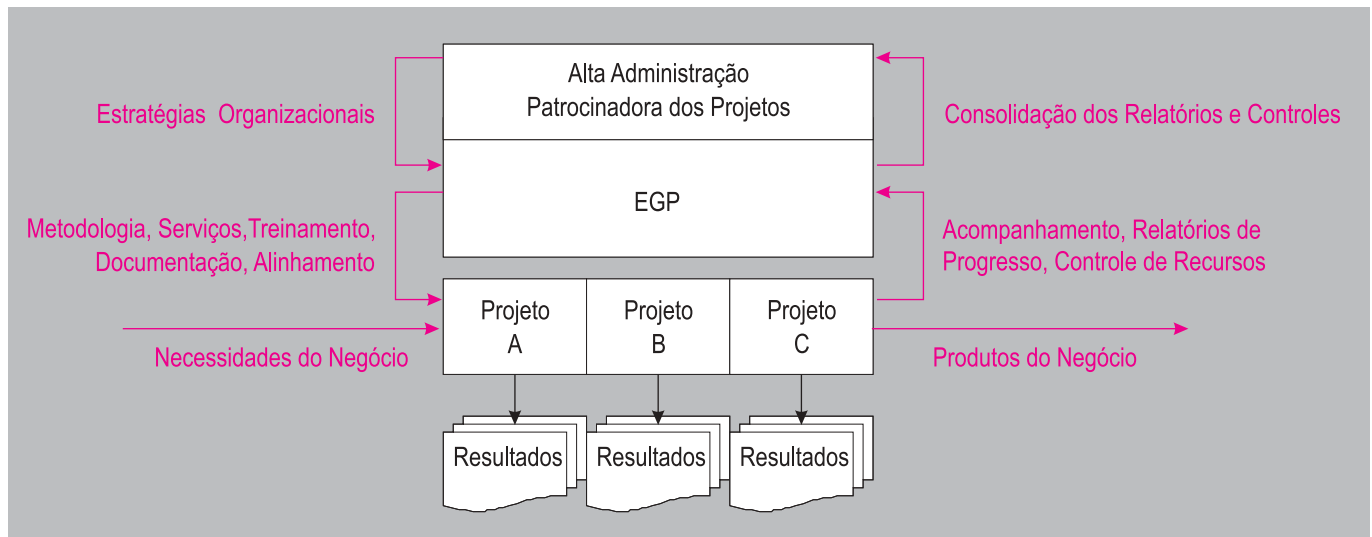 Alta Administração
Patrocinadora dos Projetos
Estratégias Organizacionais
Consolidação dos Relatórios e Controles
EGP
Metodologia, Serviços,Treinamento,
Documentação, Alinhamento
Acompanhamento, Relatórios de
Progresso, Controle de Recursos
Projeto
A
Projeto
B
Projeto
C
Necessidades do Negócio
Produtos do Negócio
Resultados
Resultados
Resultados